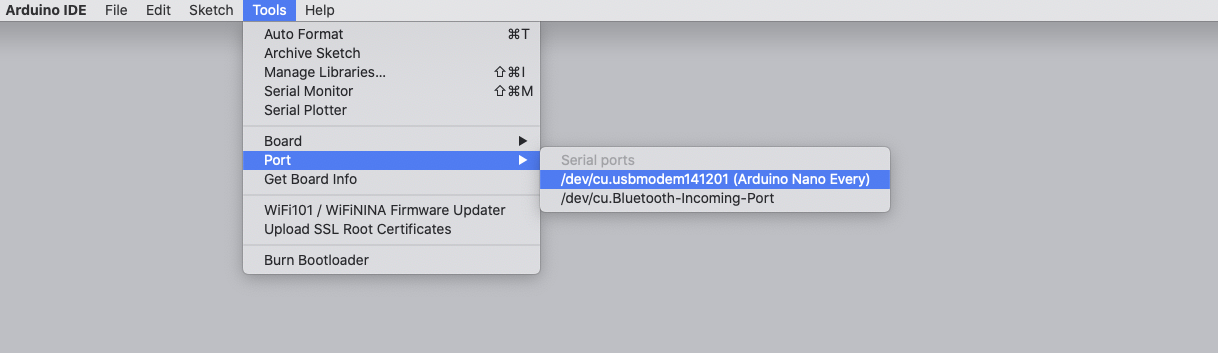 Arduino IDE File Edit Sketch Tools Help
Auto Format ⌘T
Archive Sketch
Manage Libraries... ⇧⌘I
Serial Monitor ⇧⌘M
Serial Plotter
Board ▶
Port ▶
Serial ports
/dev/cu.usbmodem141201 (Arduino Nano Every)
/dev/cu.Bluetooth-Incoming-Port
Get Board Info
WiFi101 / WiFiNINA Firmware Updater
Upload SSL Root Certificates
Burn Bootloader